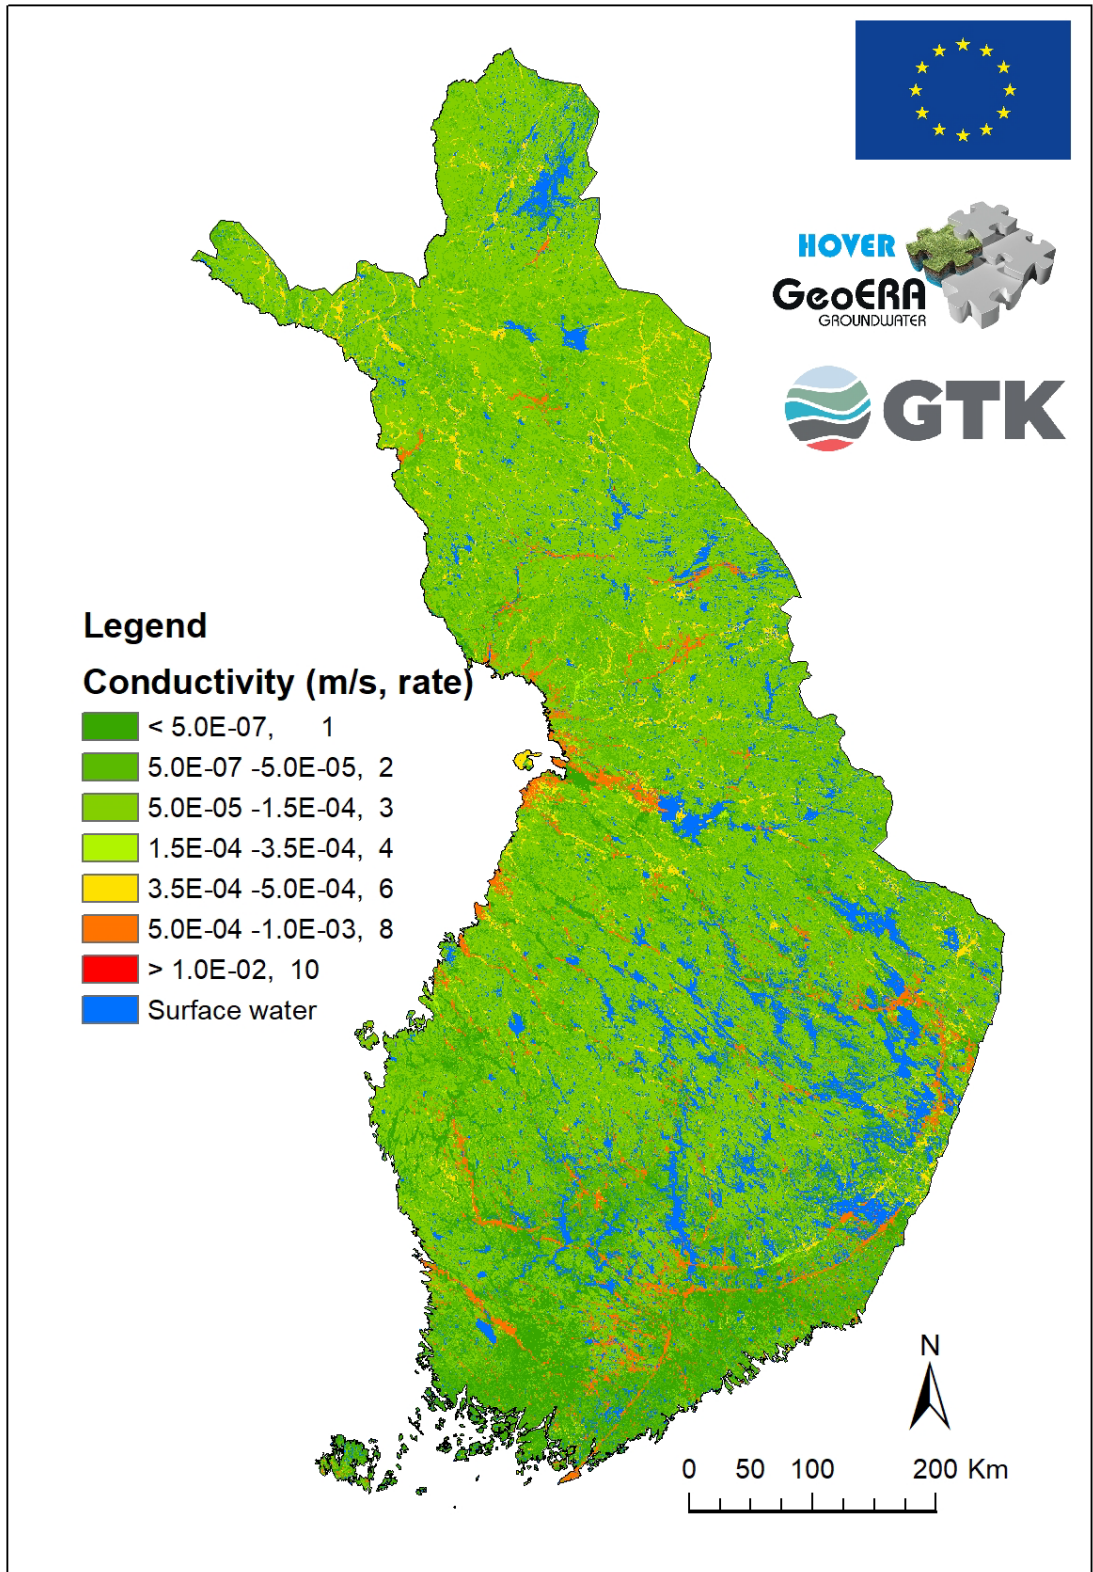 HOVER
GeoERA
GROUNDWATER
GTK
Legend
Conductivity (m/s, rate)
< 5.0E-07, 1
5.0E-07 -5.0E-05, 2
5.0E-05 -1.5E-04, 3
1.5E-04 -3.5E-04, 4
3.5E-04 -5.0E-04, 6
5.0E-04 -1.0E-03, 8
> 1.0E-02, 10
Surface water
N
0 50 100 200 Km